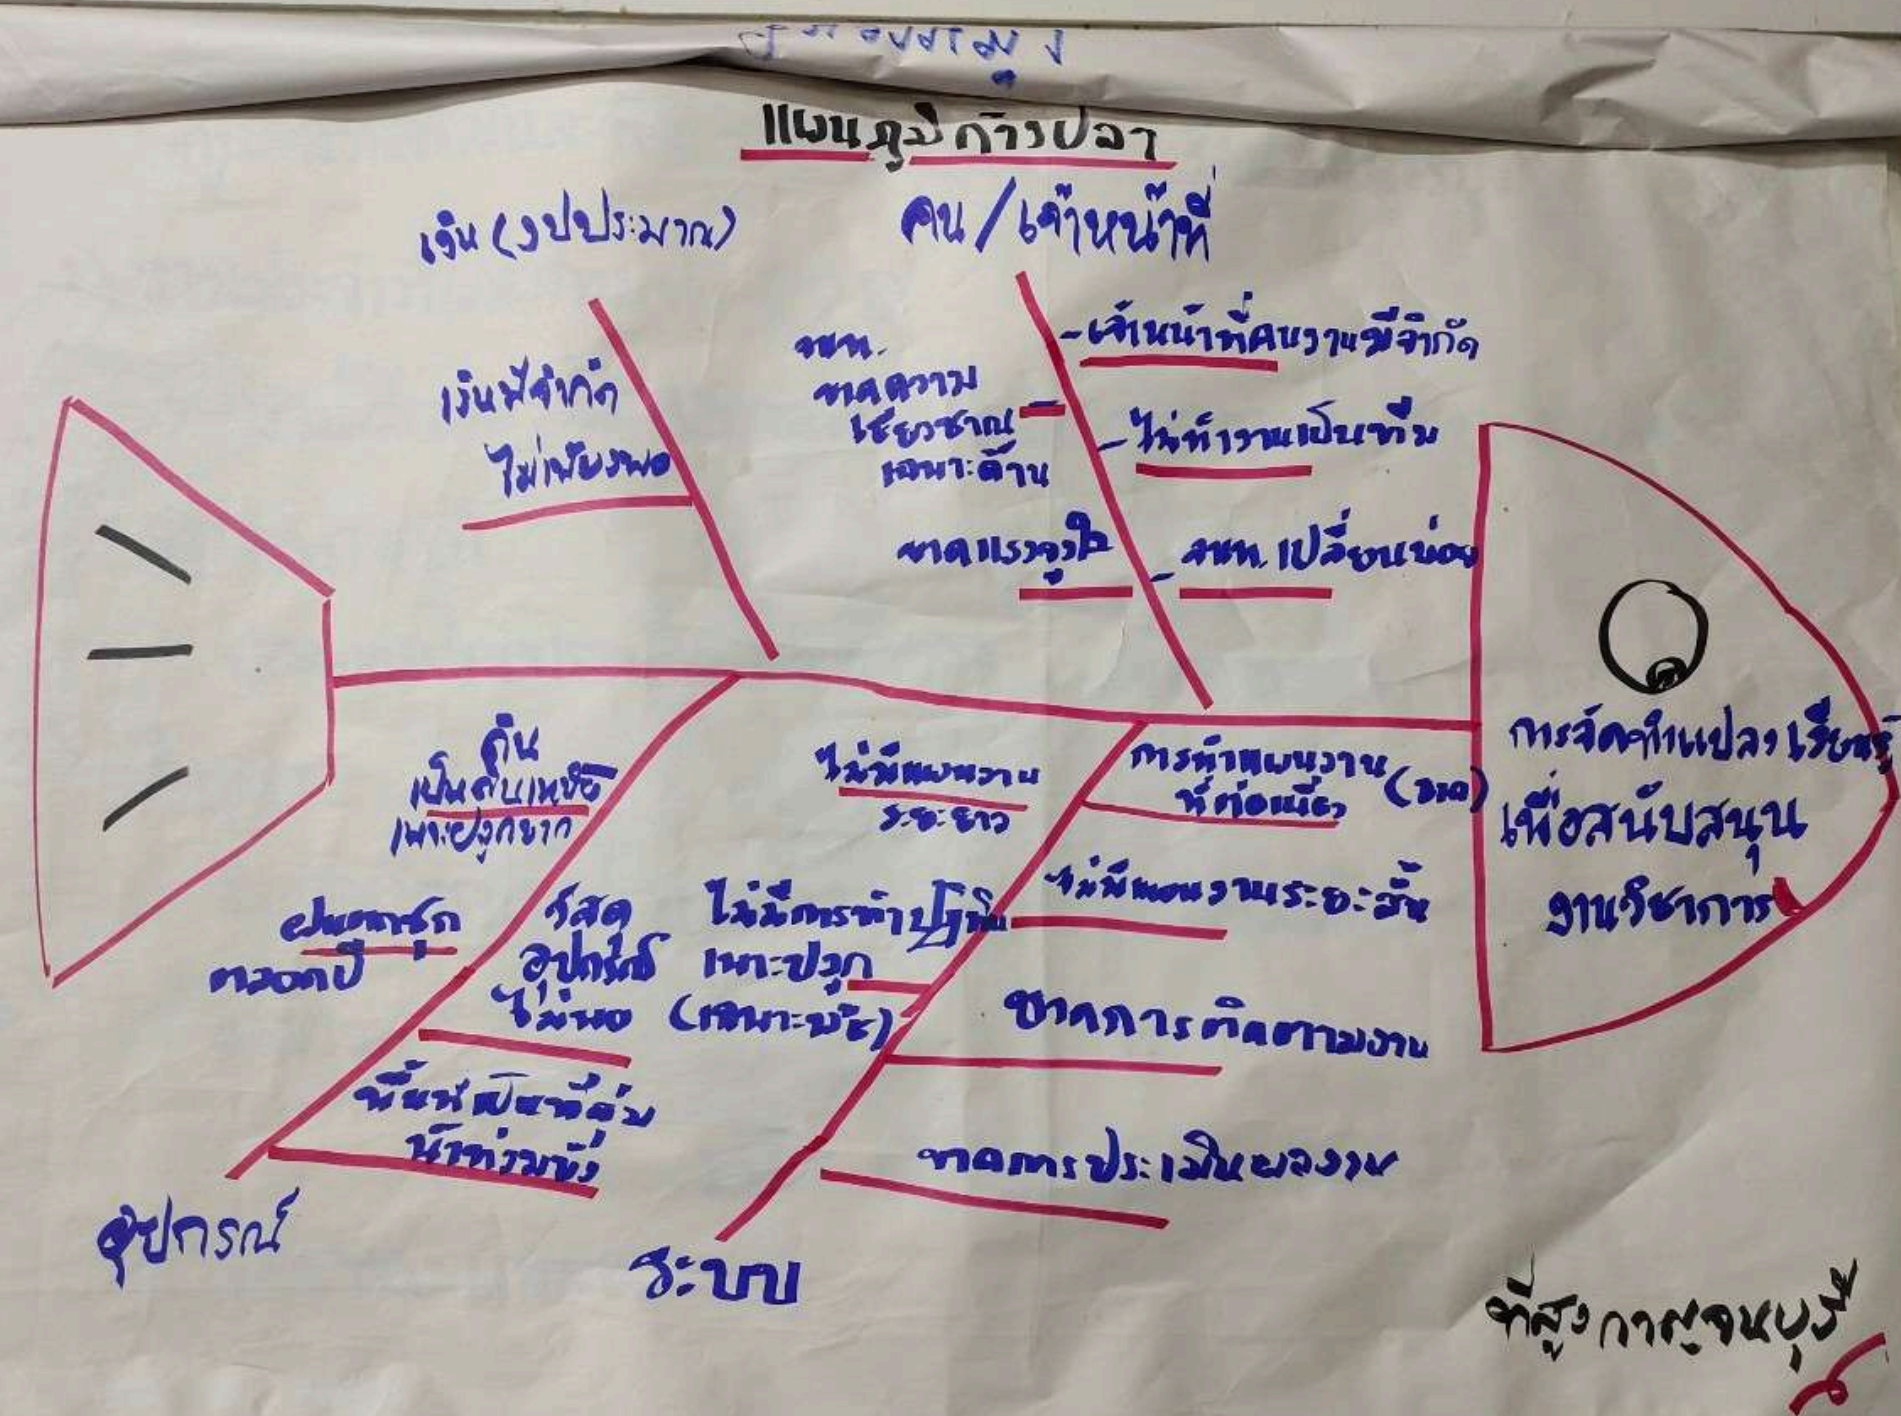 แผนภูมิก้างปลา
เงิน (งปประมาณ)
คน/เจ้าหน้าที่
เงินมีจำกัด
ไม่เพียงพอ
จนท.
ขาดความ
เชี่ยวชาญ
เฉพาะด้าน
ขาดแรงจูงใจ
- เจ้าหน้าที่คนงานมีจำกัด
- ไม่ทำงานเป็นทีม
- จนท. เปลี่ยนบ่อย
การจัดทำแปลงเรียนรู้
เพื่อสนับสนุน
งานวิชาการ
ดิน
เป็นดินเหนียว
เพาะปลูกยาก
ฝนตกชุก
ตลอดปี
วัสดุ
อุปกรณ์
ไม่พอ
พื้นที่เป็นที่ลุ่ม
น้ำท่วมขัง
อุปกรณ์
ไม่มีแผนงาน
ระยะยาว
ไม่มีการทำปฏิทิน
เพาะปลูก
(เฉพาะพืช)
การทำแผนงาน
ที่ต่อเนื่อง (ขาด)
ไม่มีแผนงานระยะสั้น
ขาดการติดตามงาน
ขาดการประเมินผลงาน
ระบบ
ที่สูงกาญจนบุรี